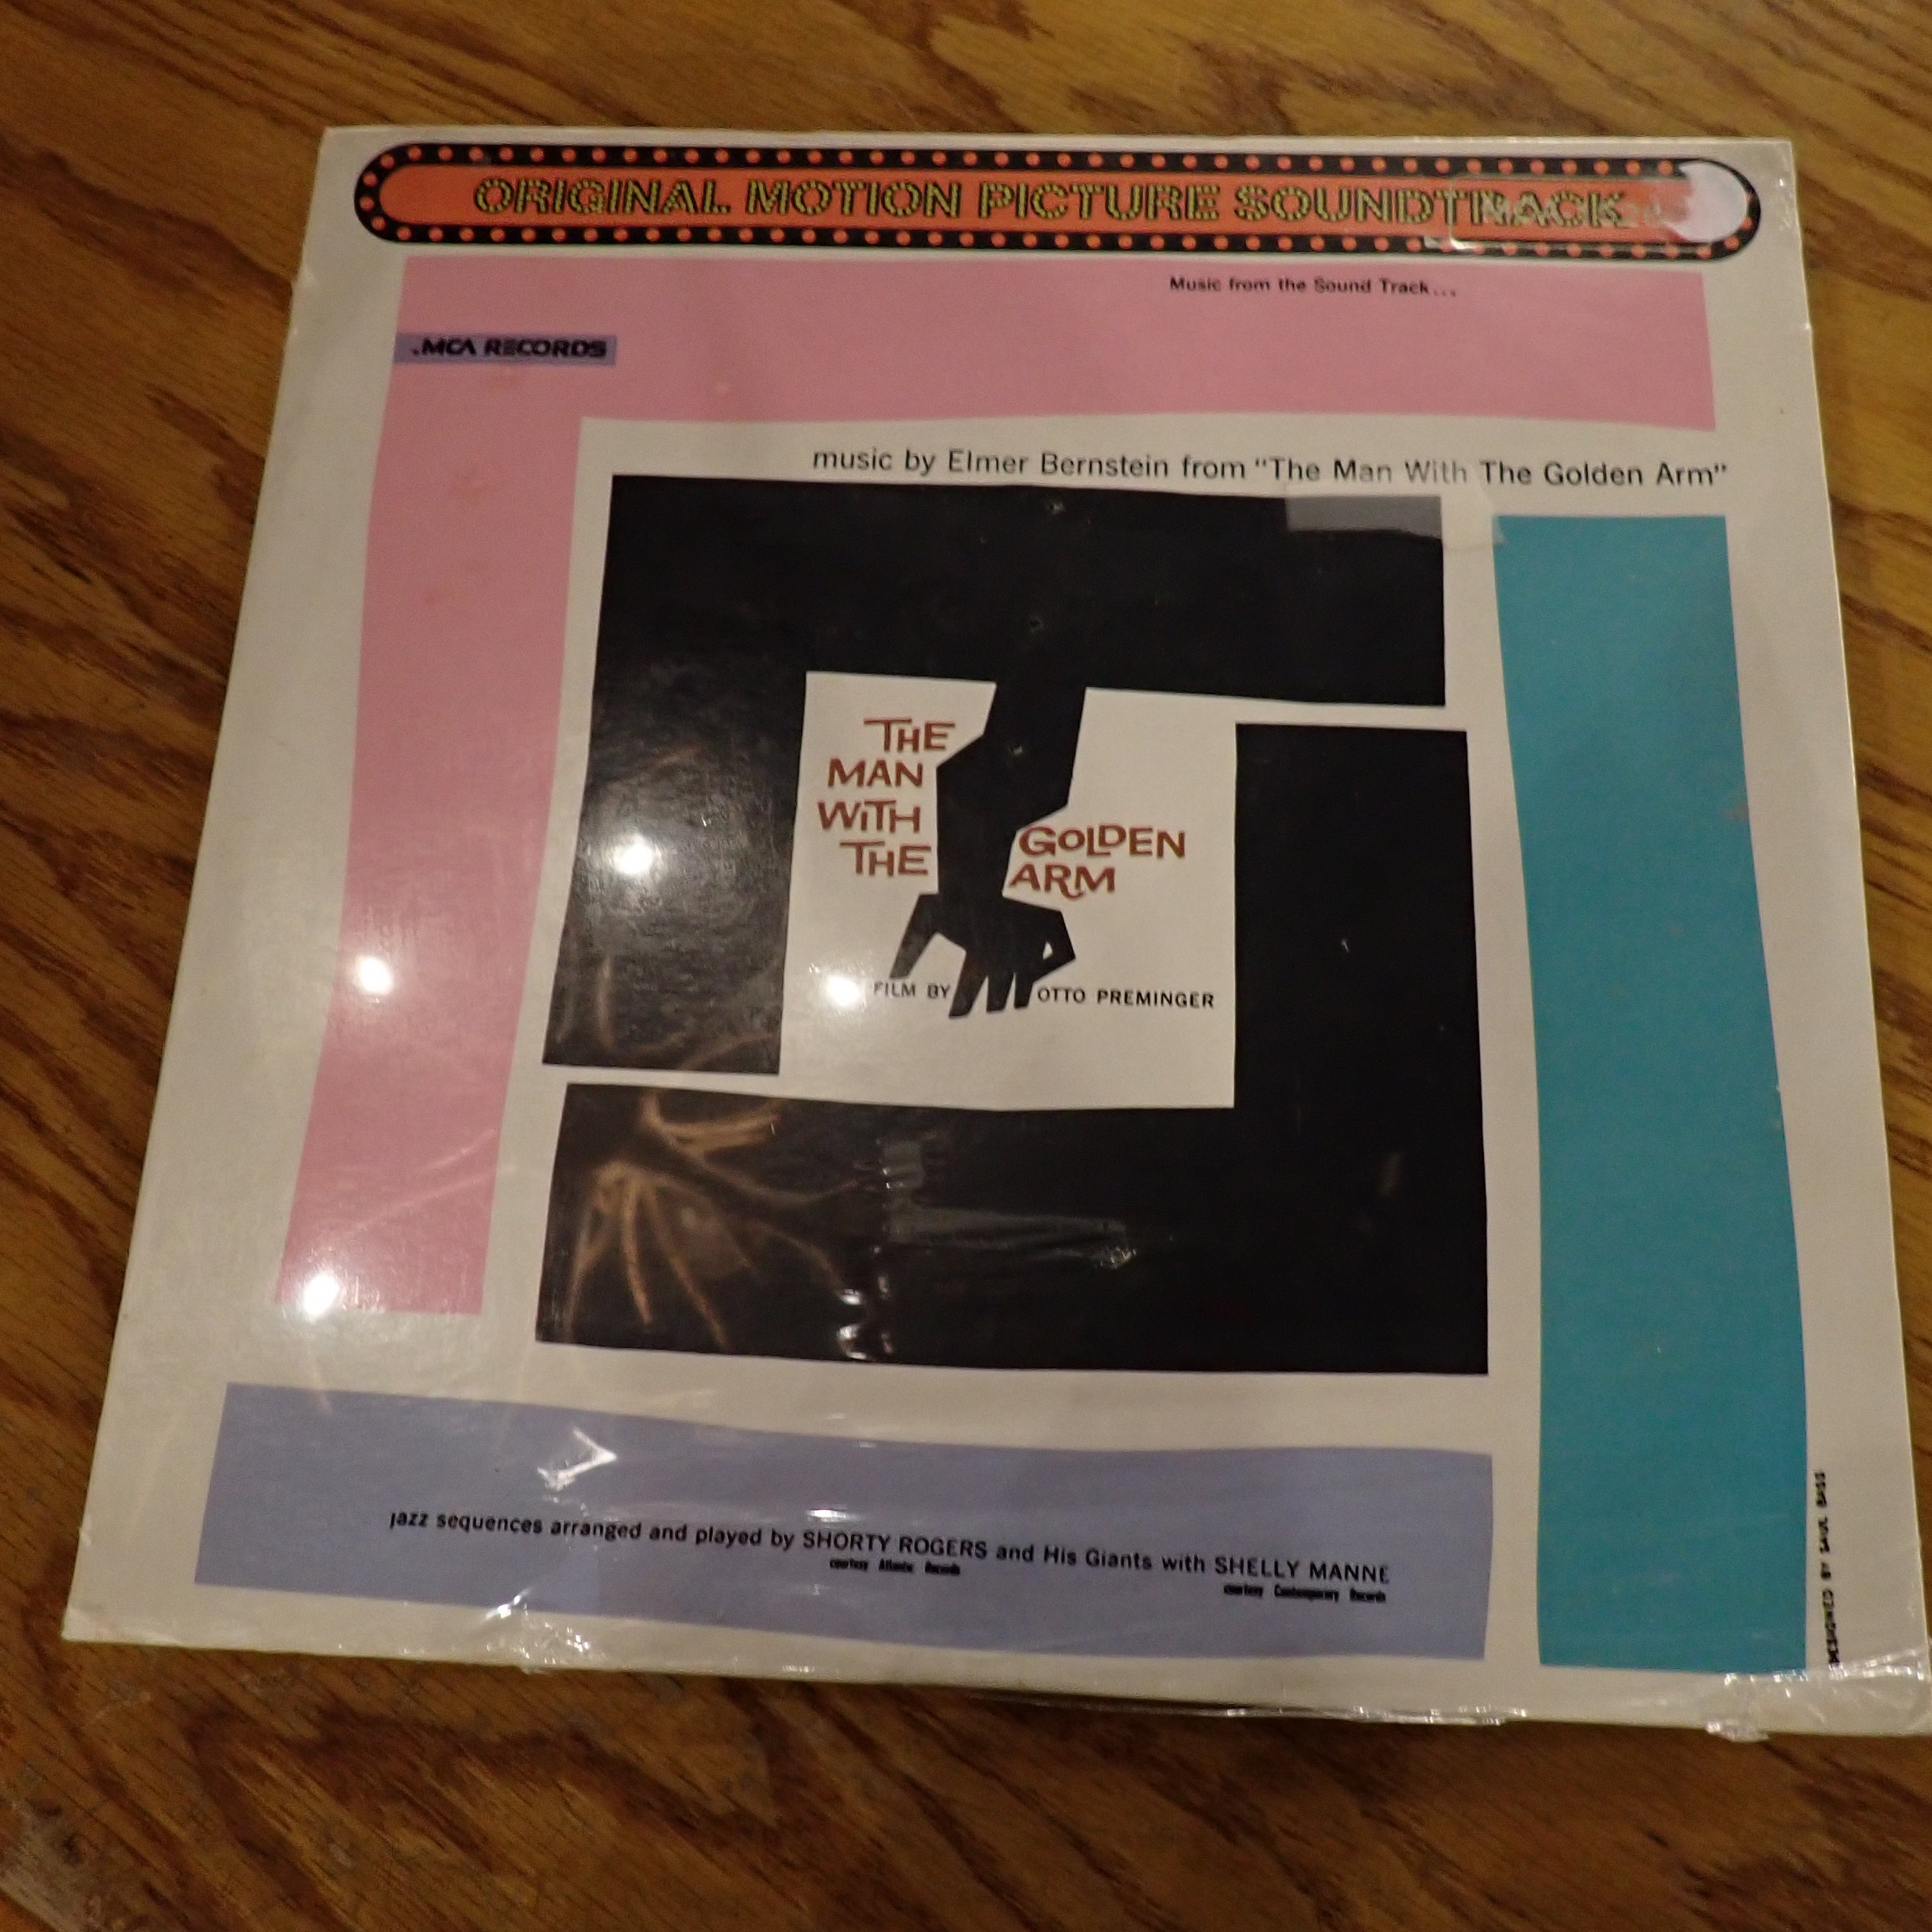 ORIGINAL MOTION PICTURE SOUNDTRACK
Music from the Sound Track...
.MCA RECORDS
music by Elmer Bernstein from "The Man With The Golden Arm"
THE
MAN
WiTH
THE
GOLDEN
ARM
FILM BY OTTO PREMINGER
jazz sequences arranged and played by SHORTY ROGERS and His Giants with SHELLY MANNE
courtesy Atlantic Records
courtesy Contemporary Records
DESIGNED BY SAUL BASS